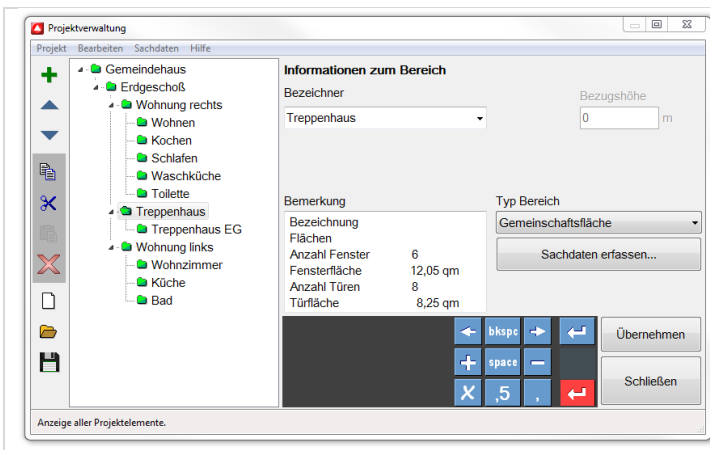 Projektverwaltung
Projekt Bearbeiten Sachdaten Hilfe
Gemeindehaus
Erdgeschoß
Wohnung rechts
Wohnen
Kochen
Schlafen
Waschküche
Toilette
Treppenhaus
Treppenhaus EG
Wohnung links
Wohnzimmer
Küche
Bad
Informationen zum Bereich
Bezeichner
Bezugshöhe
Treppenhaus
0 m
Bemerkung
Typ Bereich
Bezeichnung
Flächen
Anzahl Fenster 6
Fensterfläche 12,05 qm
Anzahl Türen 8
Türfläche 8,25 qm
Gemeinschaftsfläche
Sachdaten erfassen...
bkspc
+ space −
X ,5 ,
Übernehmen
Schließen
Anzeige aller Projektelemente.